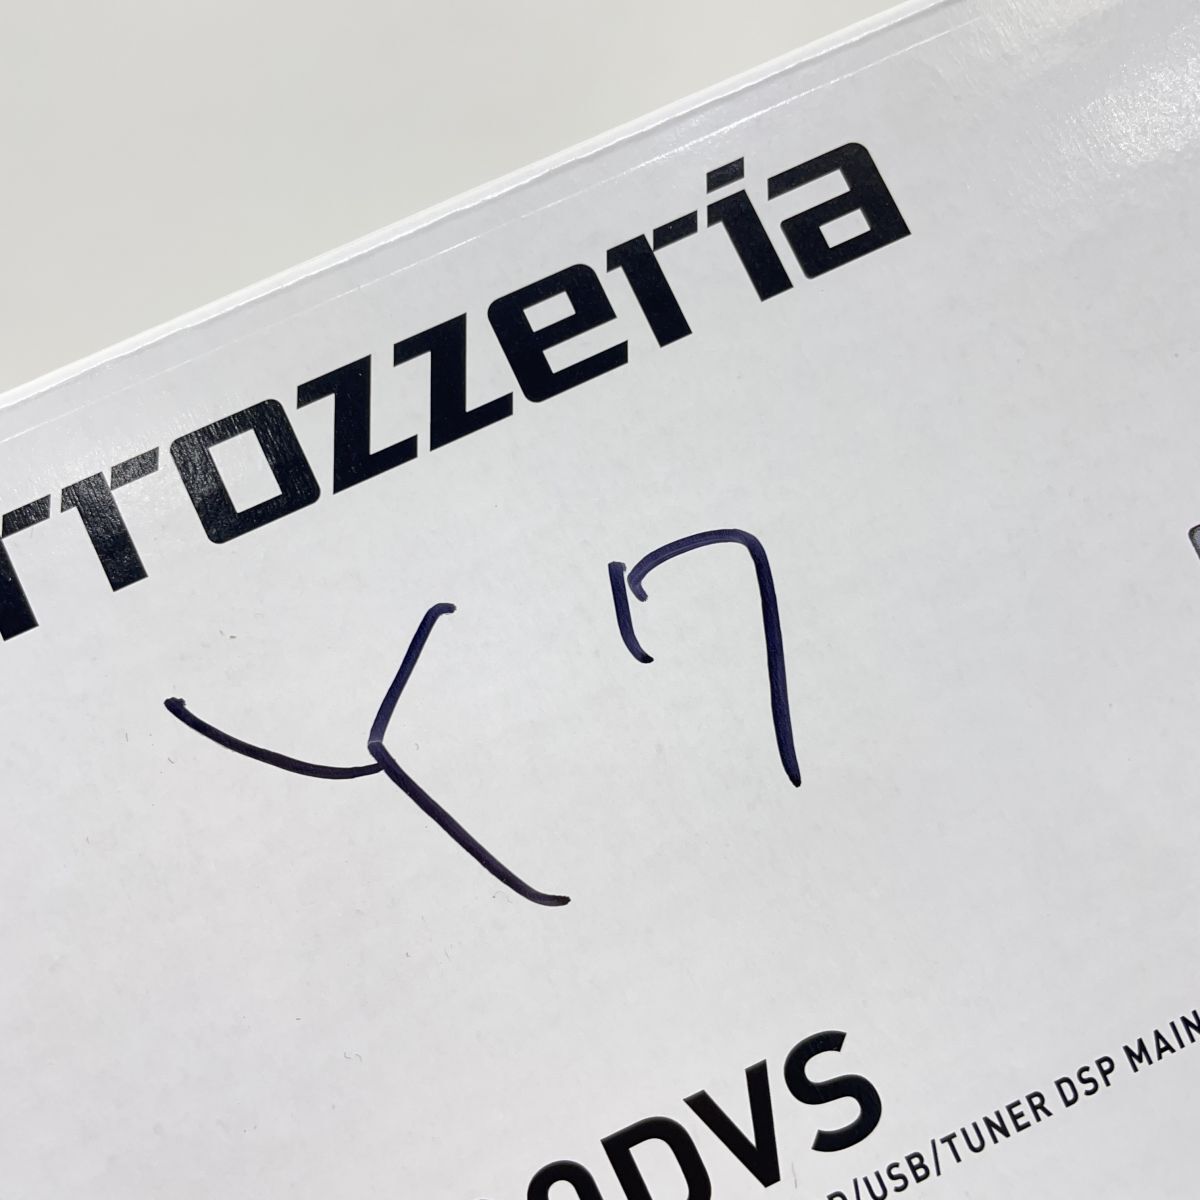 rrozzeria
Y7
0DVS
D/USB/TUNER DSP MAIN